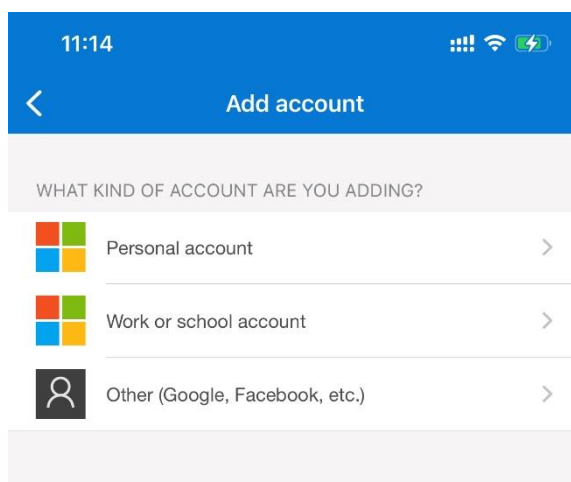 11:14
Add account
WHAT KIND OF ACCOUNT ARE YOU ADDING?
Personal account
Work or school account
Other (Google, Facebook, etc.)